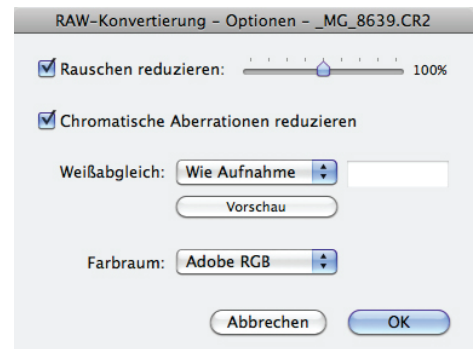 RAW-Konvertierung – Optionen – _MG_8639.CR2
Rauschen reduzieren: 100%
Chromatische Aberrationen reduzieren
Weißabgleich: Wie Aufnahme
Vorschau
Farbraum: Adobe RGB
Abbrechen OK